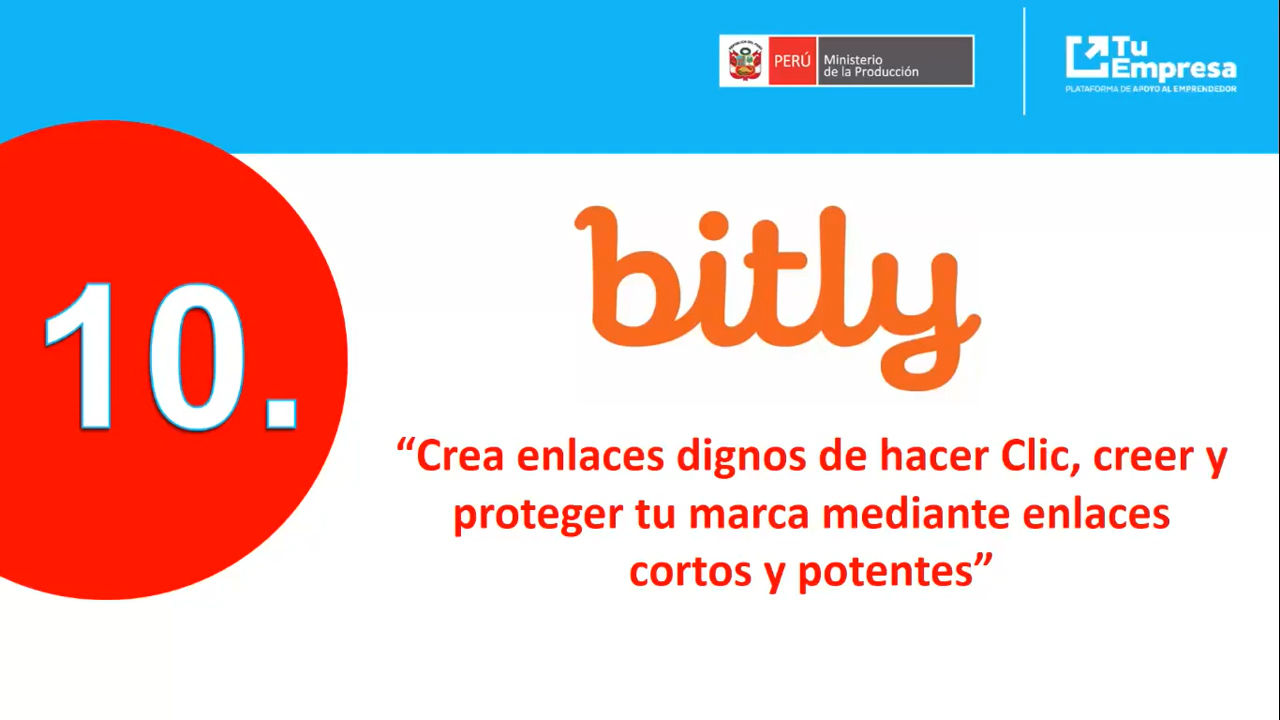 PERÚ
Ministerio
de la Producción
Tu
Empresa
PLATAFORMA DE APOYO AL EMPRENDEDOR
10.
bitly
“Crea enlaces dignos de hacer Clic, creer y
proteger tu marca mediante enlaces
cortos y potentes”